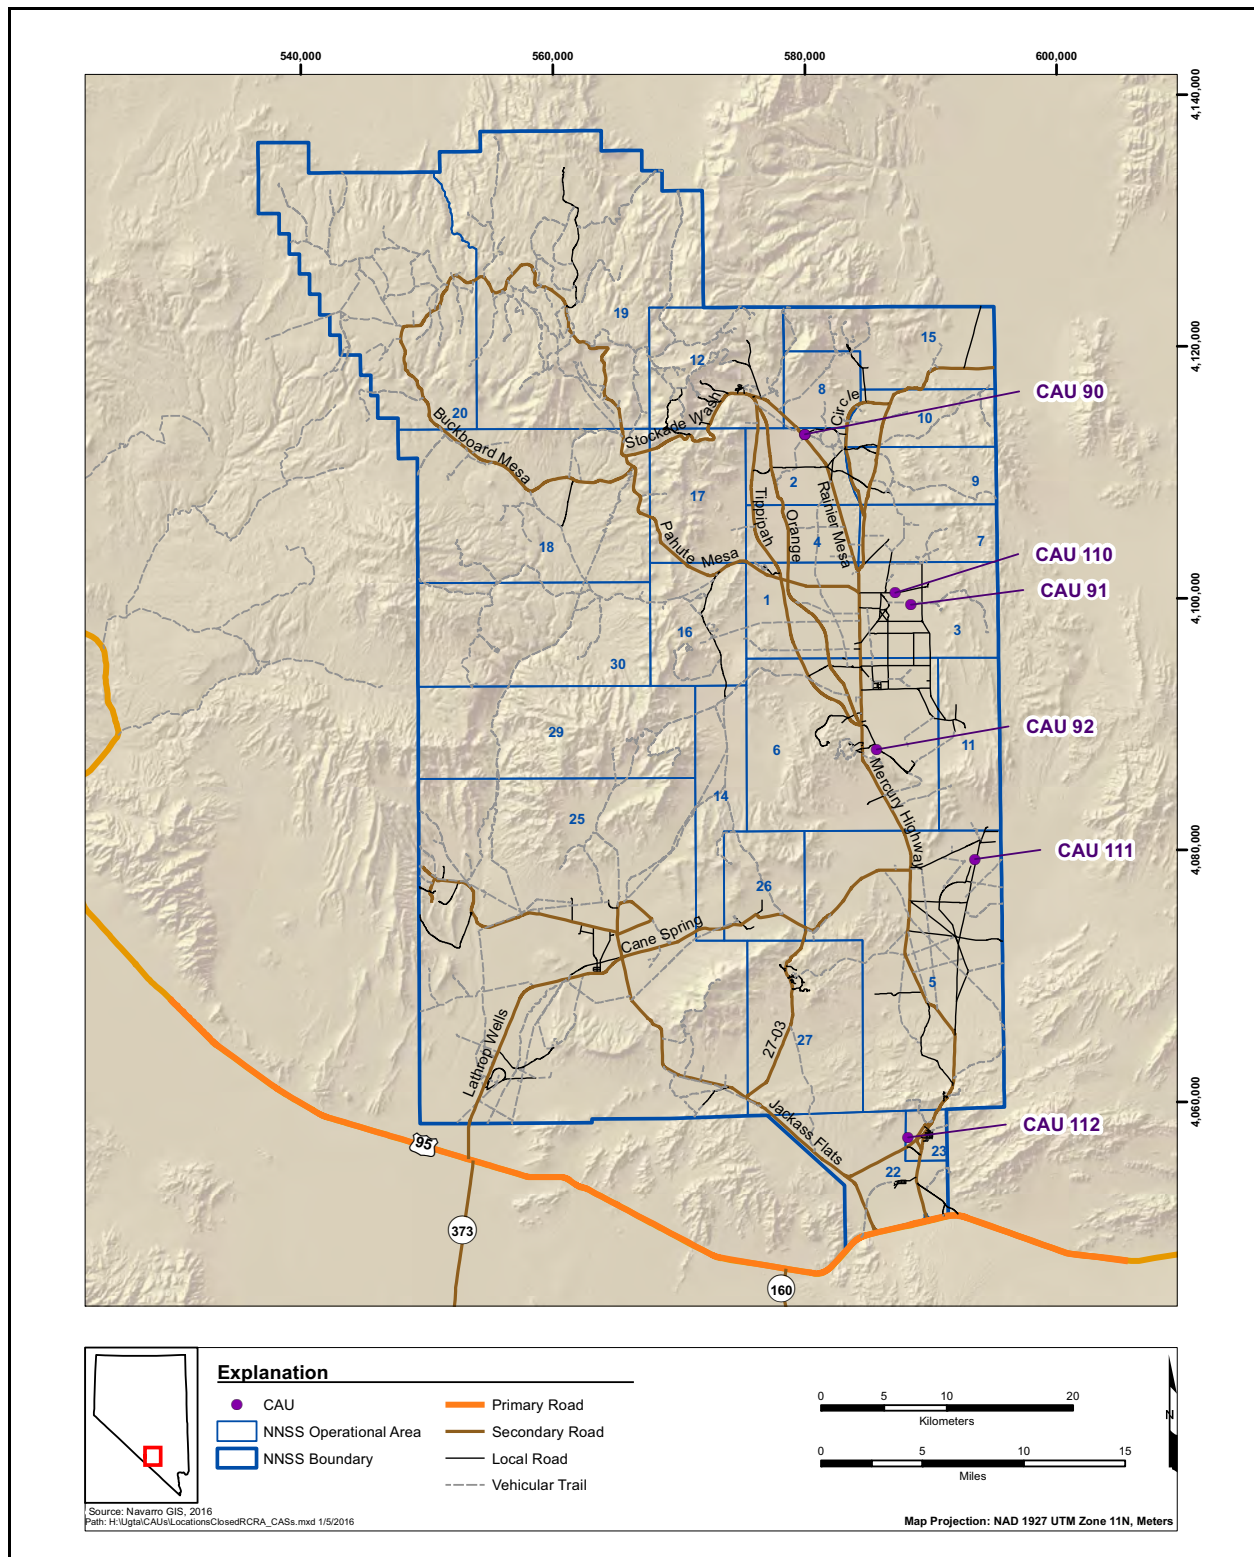 540,000
560,000
580,000
600,000
4,140,000
4,120,000
4,100,000
4,080,000
4,060,000
19
15
12
8
Circle
CAU 90
10
20
Buckboard Mesa
Stockade Wash
17
Tippipah
2
Orange
Rainier Mesa
9
18
Pahute Mesa
4
7
CAU 110
CAU 91
1
16
3
30
29
6
CAU 92
11
Mercury Highway
14
25
CAU 111
26
Cane Spring
5
Lathrop Wells
27-03
27
Jackass Flats
CAU 112
23
22
95
373
160
Explanation
CAU
NNSS Operational Area
NNSS Boundary
Primary Road
Secondary Road
Local Road
Vehicular Trail
0 5 10 20
Kilometers
0 5 10 15
Miles
N
Source: Navarro GIS, 2016
Path: H:\Ugta\CAUs\LocationsClosedRCRA_CASs.mxd 1/5/2016
Map Projection: NAD 1927 UTM Zone 11N, Meters